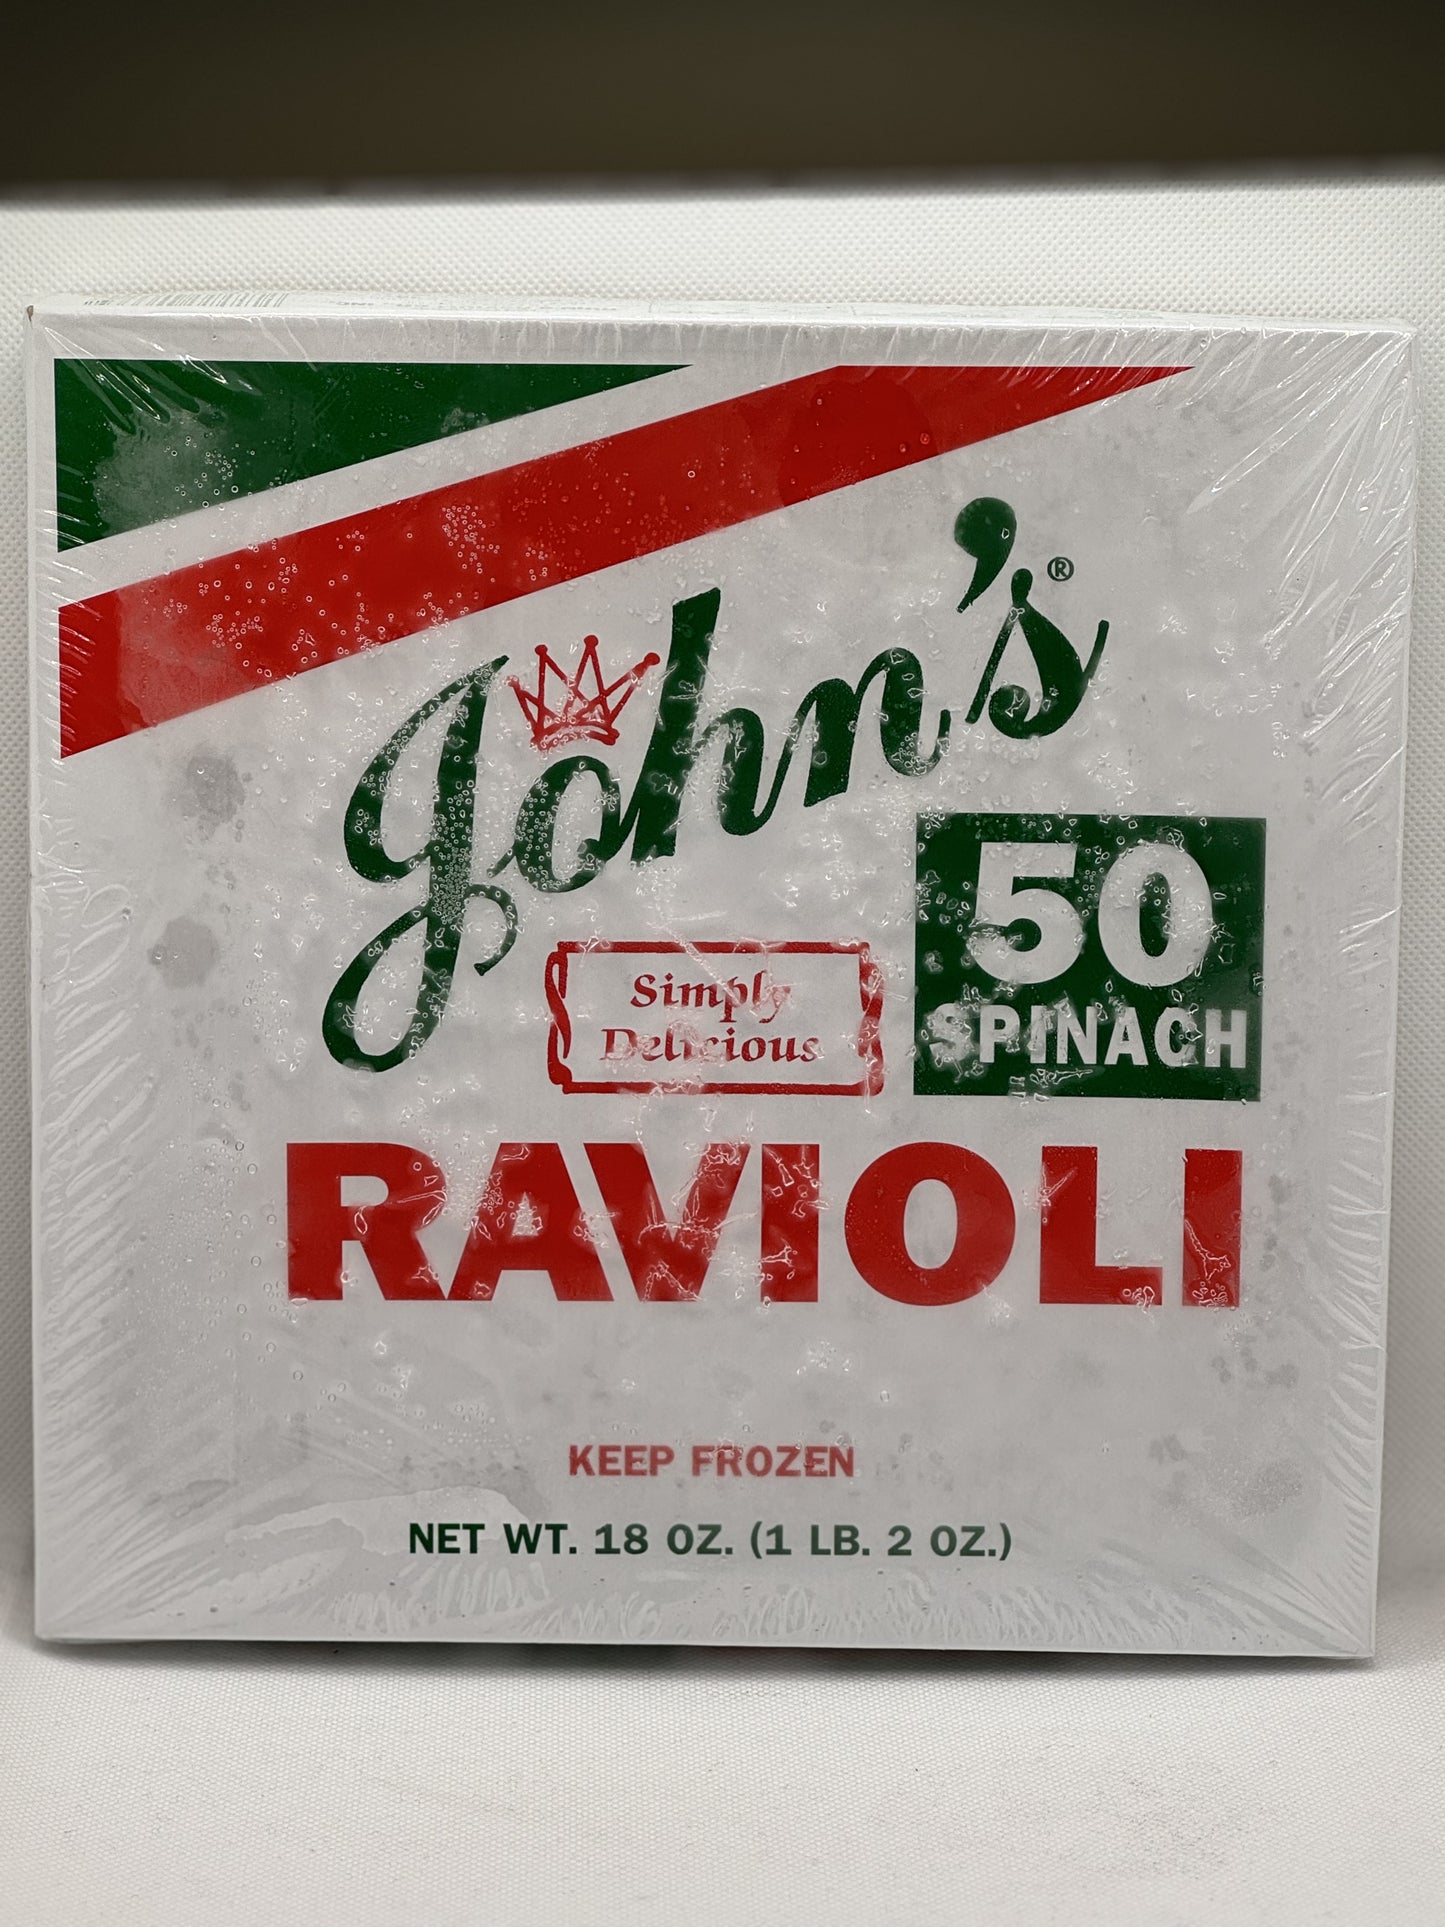 John's®
50
SPINACH
Simply
Delicious
RAVIOLI
KEEP FROZEN
NET WT. 18 OZ. (1 LB. 2 OZ.)